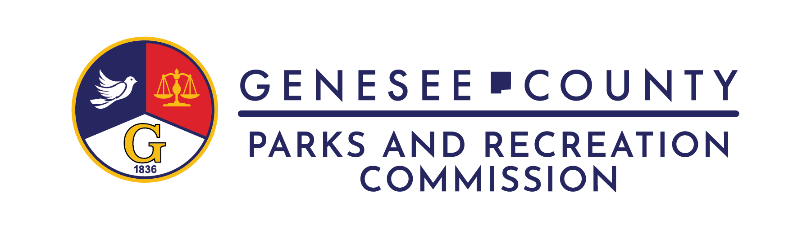 G
1836
GENESEE COUNTY
PARKS AND RECREATION
COMMISSION